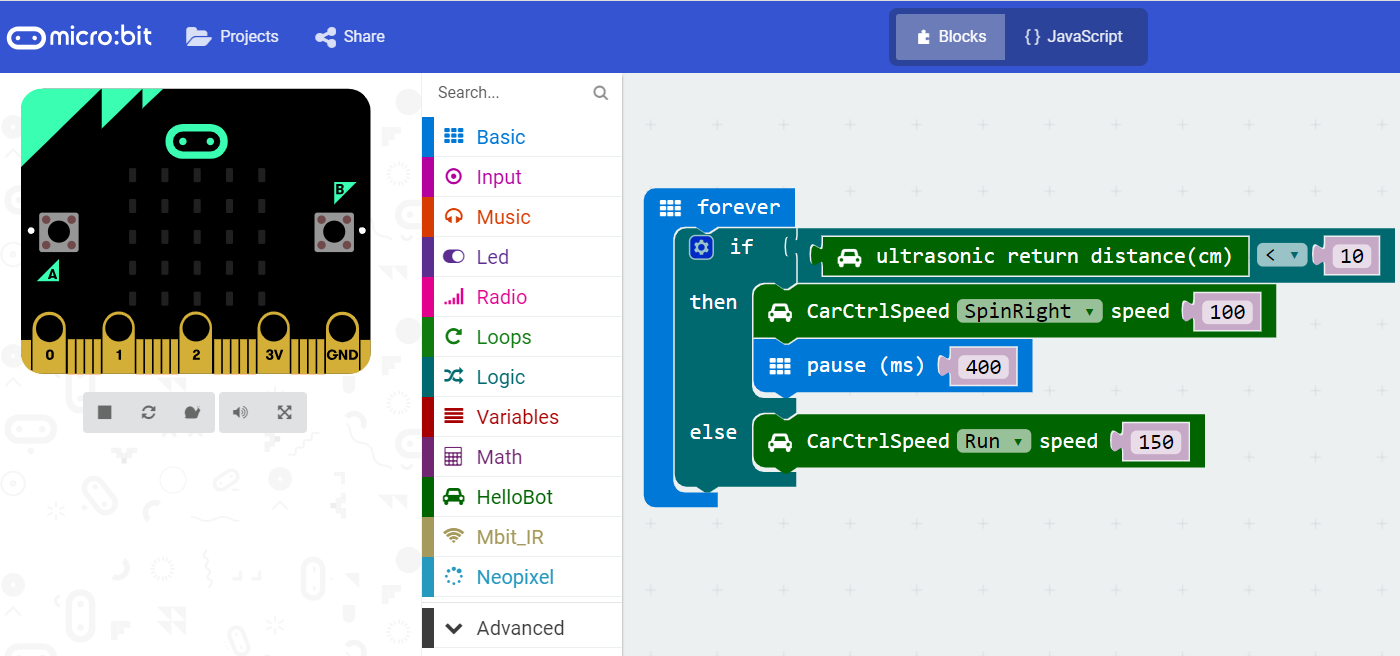 micro:bit Projects Share Blocks {} JavaScript
Search...
Basic
Input
Music
Led
Radio
Loops
Logic
Variables
Math
HelloBot
Mbit_IR
Neopixel
Advanced
B
A
0 1 2 3V GND
forever
if ultrasonic return distance(cm) < 10
then CarCtrlSpeed SpinRight speed 100
pause (ms) 400
else CarCtrlSpeed Run speed 150